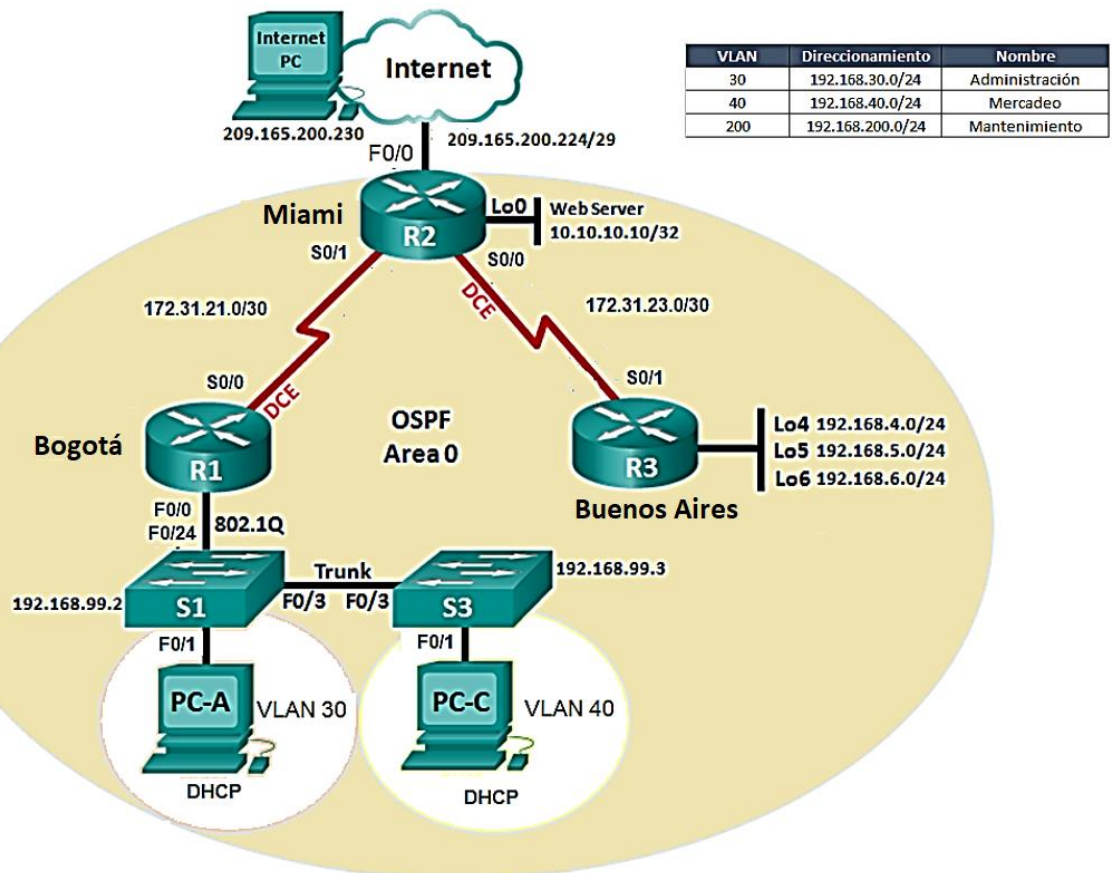 Internet
PC
Internet
209.165.200.230
209.165.200.224/29
F0/0
VLAN Direccionamiento Nombre
30 192.168.30.0/24 Administración
40 192.168.40.0/24 Mercadeo
200 192.168.200.0/24 Mantenimiento
Miami
R2
Lo0
Web Server
10.10.10.10/32
S0/1
S0/0
DCE
172.31.21.0/30
172.31.23.0/30
S0/0
DCE
S0/1
OSPF
Area 0
Bogotá
R1
R3
Buenos Aires
Lo4 192.168.4.0/24
Lo5 192.168.5.0/24
Lo6 192.168.6.0/24
F0/0
F0/24
802.1Q
Trunk
192.168.99.3
192.168.99.2
S1
F0/3
F0/3
S3
F0/1
F0/1
PC-A
VLAN 30
PC-C
VLAN 40
DHCP
DHCP